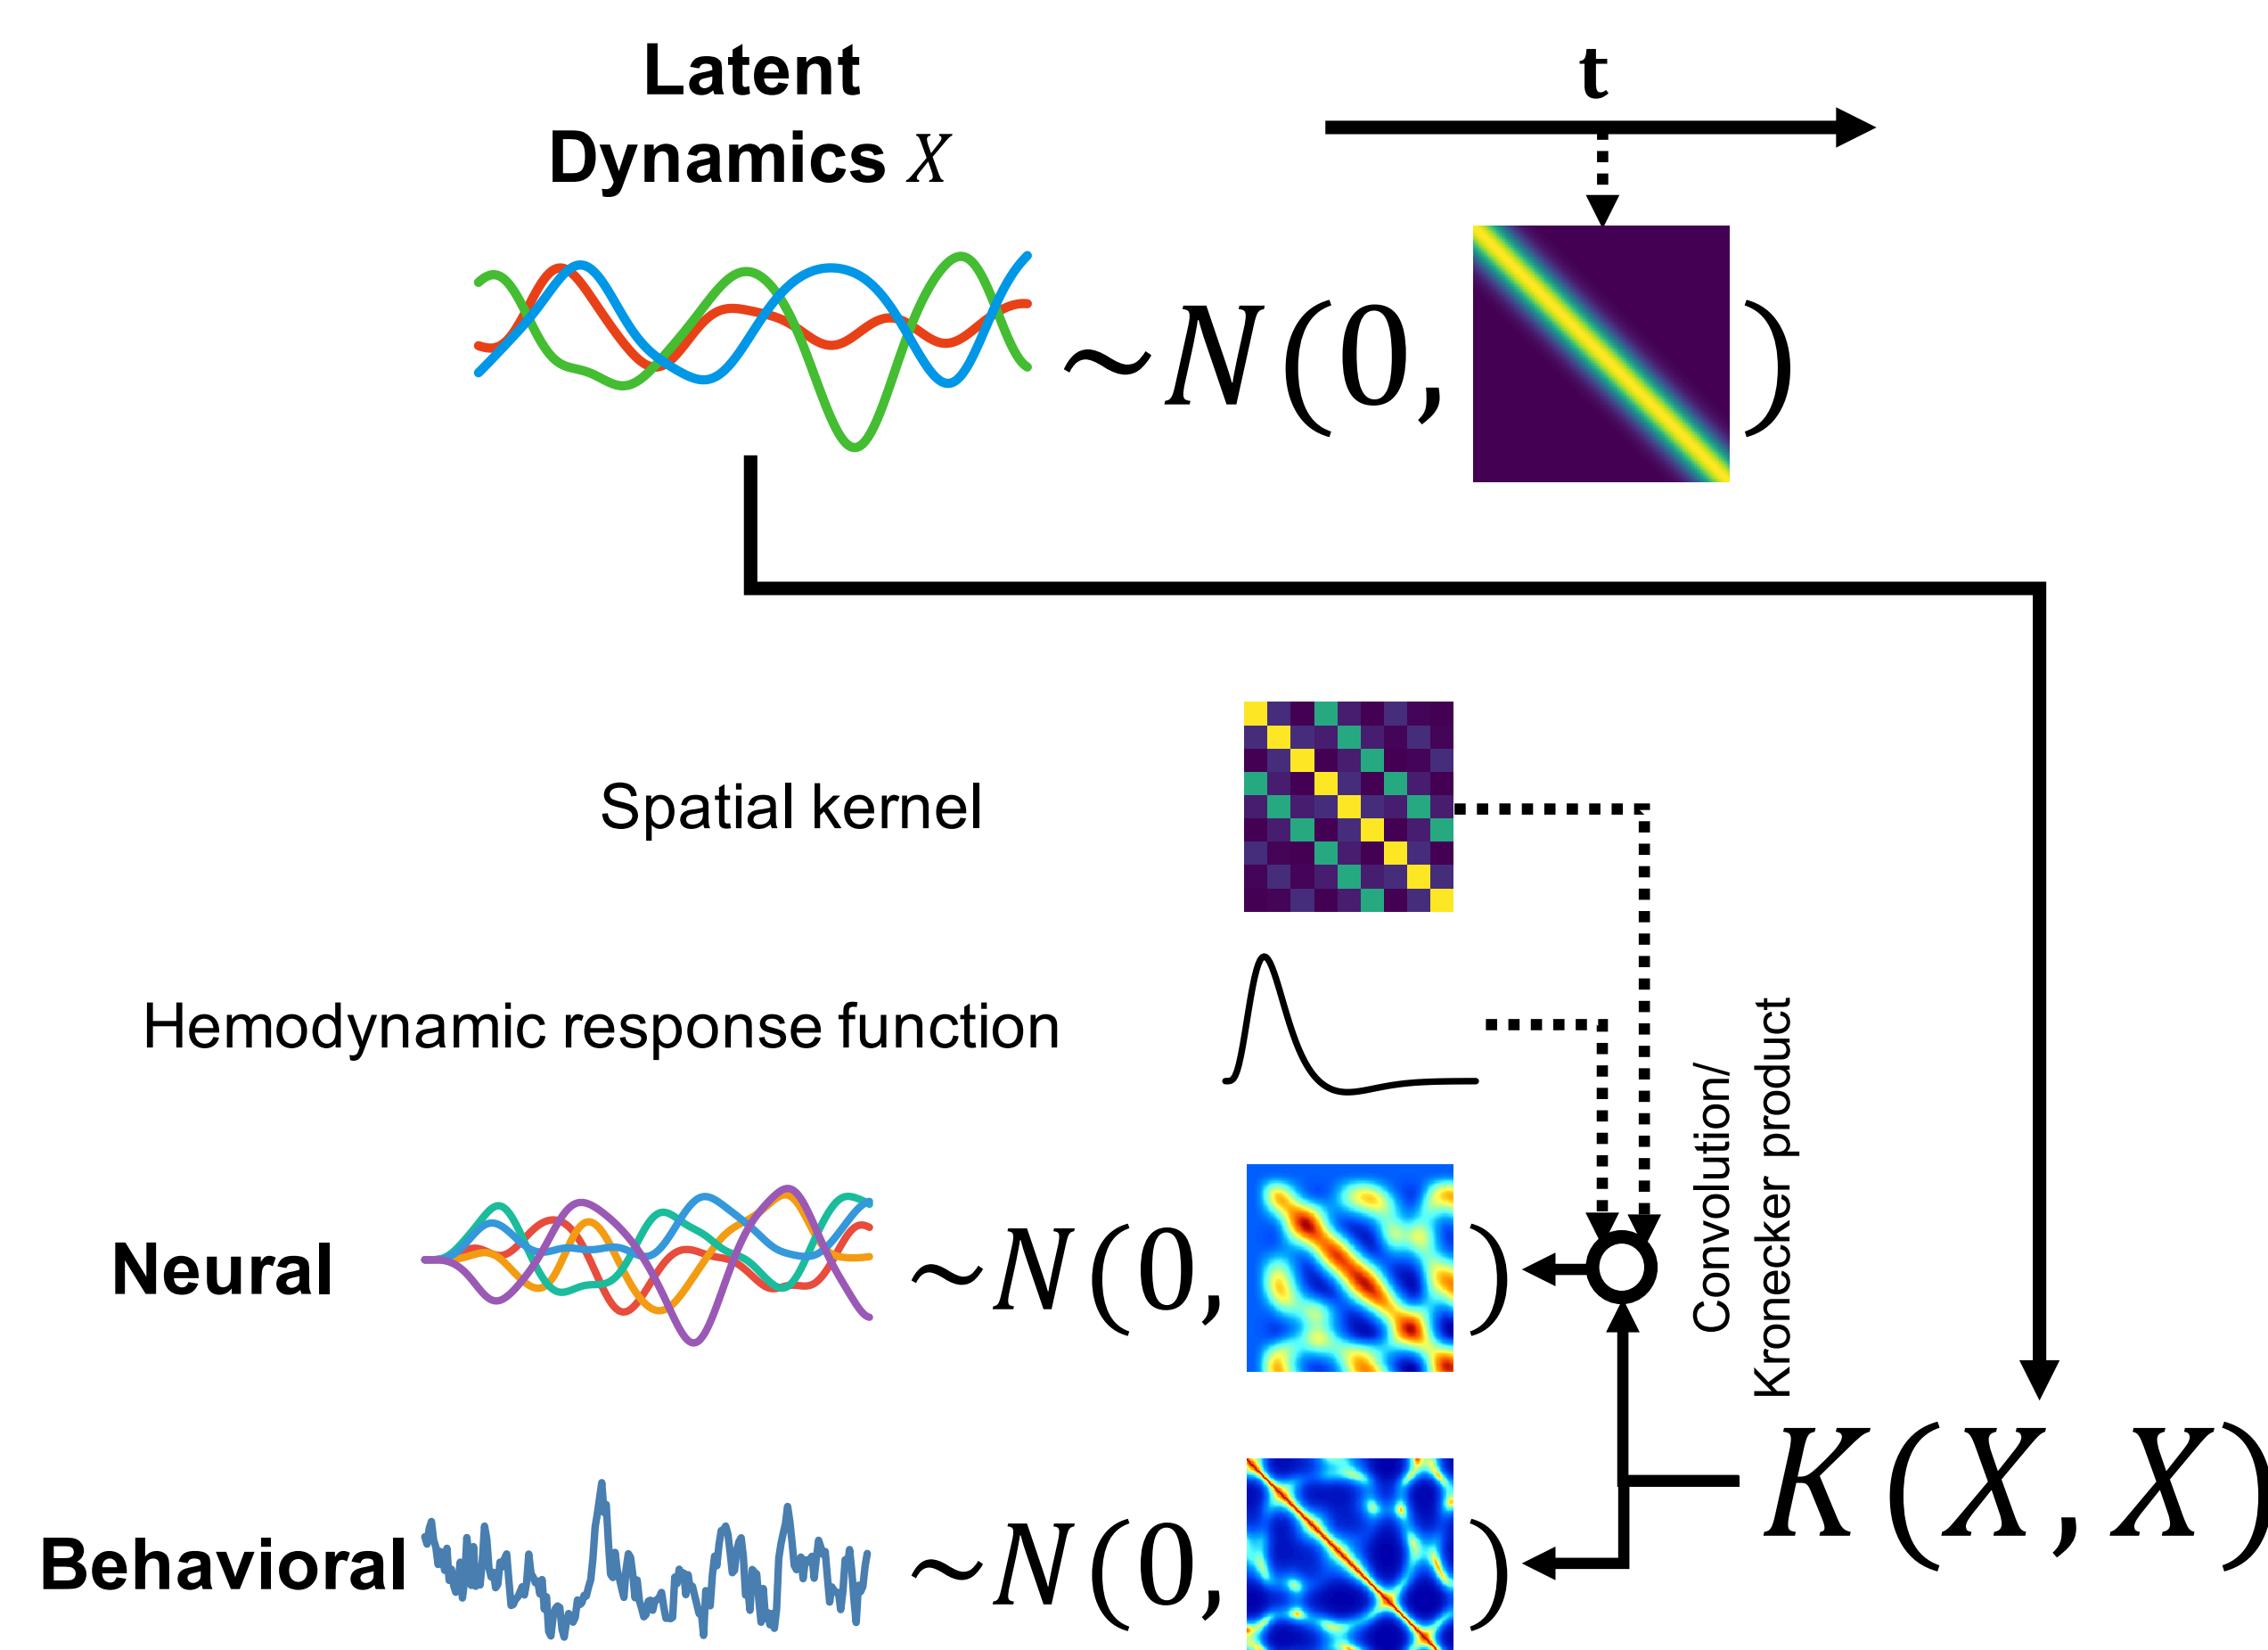 Latent
Dynamics X
t
~N(0, )
Spatial kernel
Hemodynamic response function
Convolution/
Kronecker product
Neural
~N(0, )
Behavioral
~N(0, )
K(X, X)